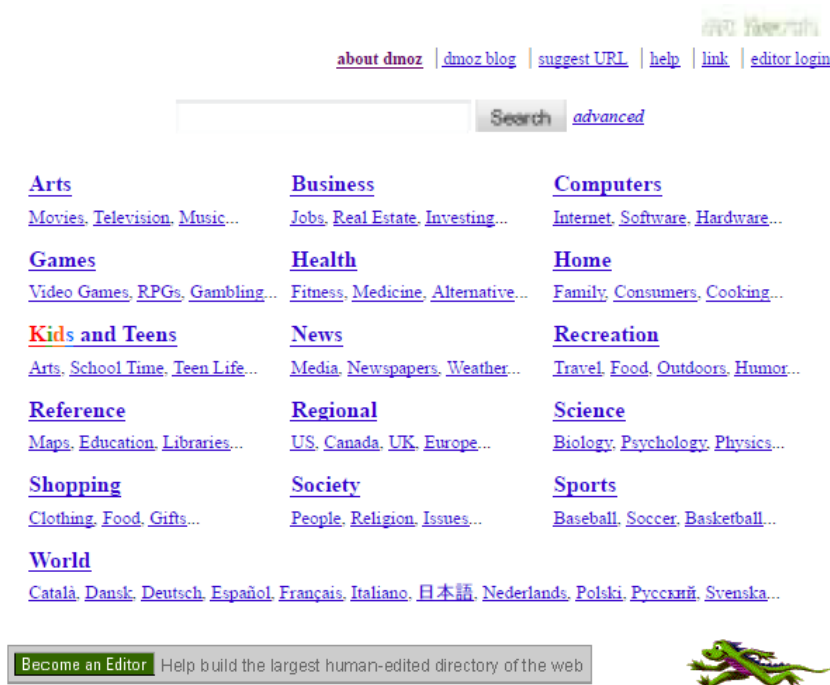 about dmoz | dmoz blog | suggest URL | help | link | editor login
Search advanced
Arts Business Computers
Movies, Television, Music... Jobs, Real Estate, Investing... Internet, Software, Hardware...
Games Health Home
Video Games, RPGs, Gambling... Fitness, Medicine, Alternative... Family, Consumers, Cooking...
Kids and Teens News Recreation
Arts, School Time, Teen Life... Media, Newspapers, Weather... Travel, Food, Outdoors, Humor...
Reference Regional Science
Maps, Education, Libraries... US, Canada, UK, Europe... Biology, Psychology, Physics...
Shopping Society Sports
Clothing, Food, Gifts... People, Religion, Issues... Baseball, Soccer, Basketball...
World
Català, Dansk, Deutsch, Español, Français, Italiano, 日本語, Nederlands, Polski, Русский, Svenska...
Become an Editor Help build the largest human-edited directory of the web